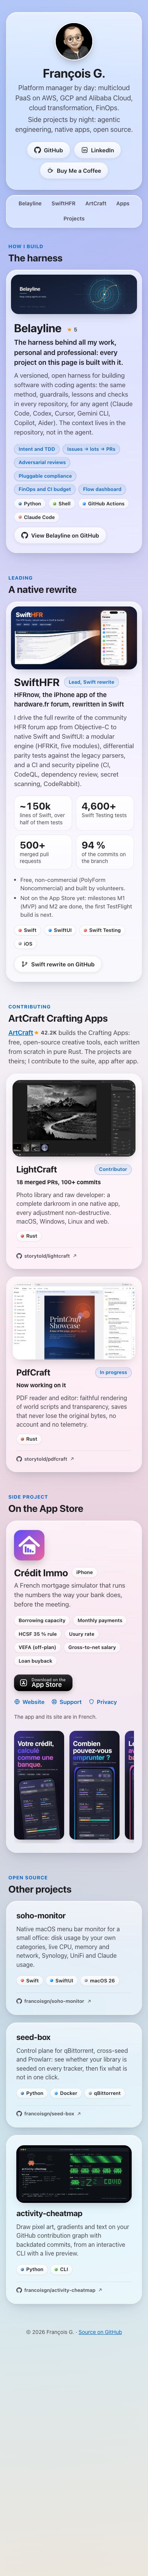 François G.
Platform manager by day: multicloud
PaaS on AWS, GCP and Alibaba Cloud,
cloud transformation, FinOps.
Side projects by night: agentic
engineering, native apps, open source.
GitHub
LinkedIn
Buy Me a Coffee
Belayline SwiftHFR ArtCraft Apps
Projects
HOW I BUILD
The harness
Belayline
Belayline ★ 5
The harness behind all my work,
personal and professional: every
project on this page is built with it.
A versioned, open harness for building
software with coding agents: the same
method, guardrails, lessons and checks
in every repository, for any agent (Claude
Code, Codex, Cursor, Gemini CLI,
Copilot, Aider). The context lives in the
repository, not in the agent.
Intent and TDD
Issues → lots → PRs
Adversarial reviews
Pluggable compliance
FinOps and CI budget
Flow dashboard
Python
Shell
GitHub Actions
Claude Code
View Belayline on GitHub
LEADING
A native rewrite
SwiftHFR
SwiftHFR
Lead, Swift rewrite
HFRnow, the iPhone app of the
hardware.fr forum, rewritten in Swift
I drive the full rewrite of the community
HFR forum app from Objective-C to
native Swift and SwiftUI: a modular
engine (HFRKit, five modules), differential
parity tests against the legacy parsers,
and a CI and security pipeline (CI,
CodeQL, dependency review, secret
scanning, CodeRabbit).
~150k
lines of Swift, over
half of them tests
4,600+
Swift Testing tests
500+
merged pull
requests
94 %
of the commits on
the branch
Free, non-commercial (PolyForm
Noncommercial) and built by volunteers.
Not on the App Store yet: milestones M1
(MVP) and M2 are done, the first TestFlight
build is next.
Swift
SwiftUI
Swift Testing
iOS
Swift rewrite on GitHub
CONTRIBUTING
ArtCraft Crafting Apps
ArtCraft ★ 42.2K builds the Crafting Apps:
free, open source creative tools, each written
from scratch in pure Rust. The projects are
theirs; I contribute to the suite, app after app.
LightCraft
Contributor
18 merged PRs, 100+ commits
Photo library and raw developer: a
complete darkroom in one native app,
every adjustment non-destructive.
macOS, Windows, Linux and web.
Rust
storytold/lightcraft ↗
PrintCraft
Showcase
PdfCraft
In progress
Now working on it
PDF reader and editor: faithful rendering
of world scripts, form accuracy, saves
that never lose the original bytes, no
account and no telemetry.
Rust
storytold/pdfcraft ↗
SIDE PROJECT
On the App Store
Crédit Immo
iPhone
A French mortgage simulator that runs
the numbers the way your bank does,
before the meeting.
Borrowing capacity
Monthly payments
HCSF 35 % rule
Usury rate
VEFA (off-plan)
Gross-to-net salary
Loan buyback
Download on the
App Store
Website
Support
Privacy
The app and its site are in French.
Votre crédit,
calculé
comme une
banque.
Combien
pouvez-vous
emprunter ?
OPEN SOURCE
Other projects
soho-monitor
Native macOS menu bar monitor for a
small office: disk usage by your own
categories, live CPU, memory and
network, Synology, UniFi and Claude
usage.
Swift
SwiftUI
macOS 26
francoisgn/soho-monitor ↗
seed-box
Control plane for qBittorrent, cross-seed
and Prowlarr: see whether your library is
seeded on every tracker, then fix what is
not in one click.
Python
Docker
qBittorrent
francoisgn/seed-box ↗
activity-cheatmap
Draw pixel art, gradients and text on your
GitHub contribution graph with
backdated commits, from an interactive
CLI with a live preview.
Python
CLI
francoisgn/activity-cheatmap ↗
© 2026 François G. · Source on GitHub